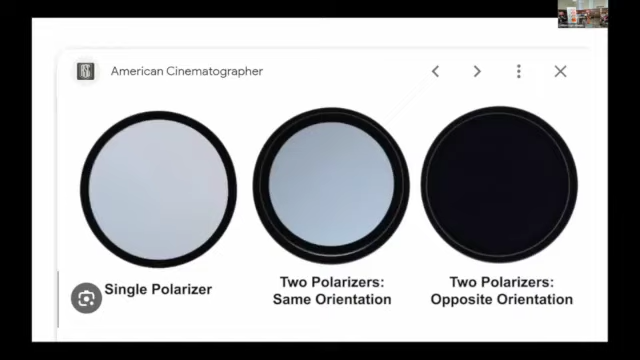 American Cinematographer
Single Polarizer
Two Polarizers:
Same Orientation
Two Polarizers:
Opposite Orientation